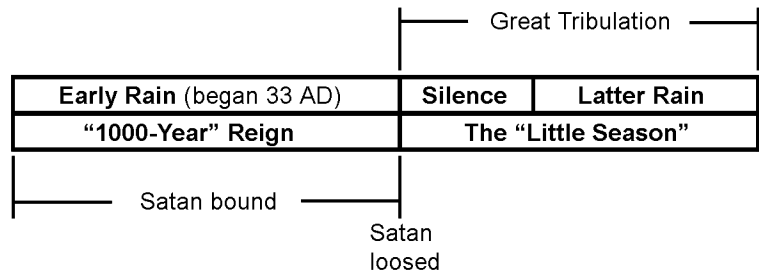 Great Tribulation
Early Rain (began 33 AD) Silence Latter Rain
“1000-Year” Reign The “Little Season”
Satan bound
Satan
loosed